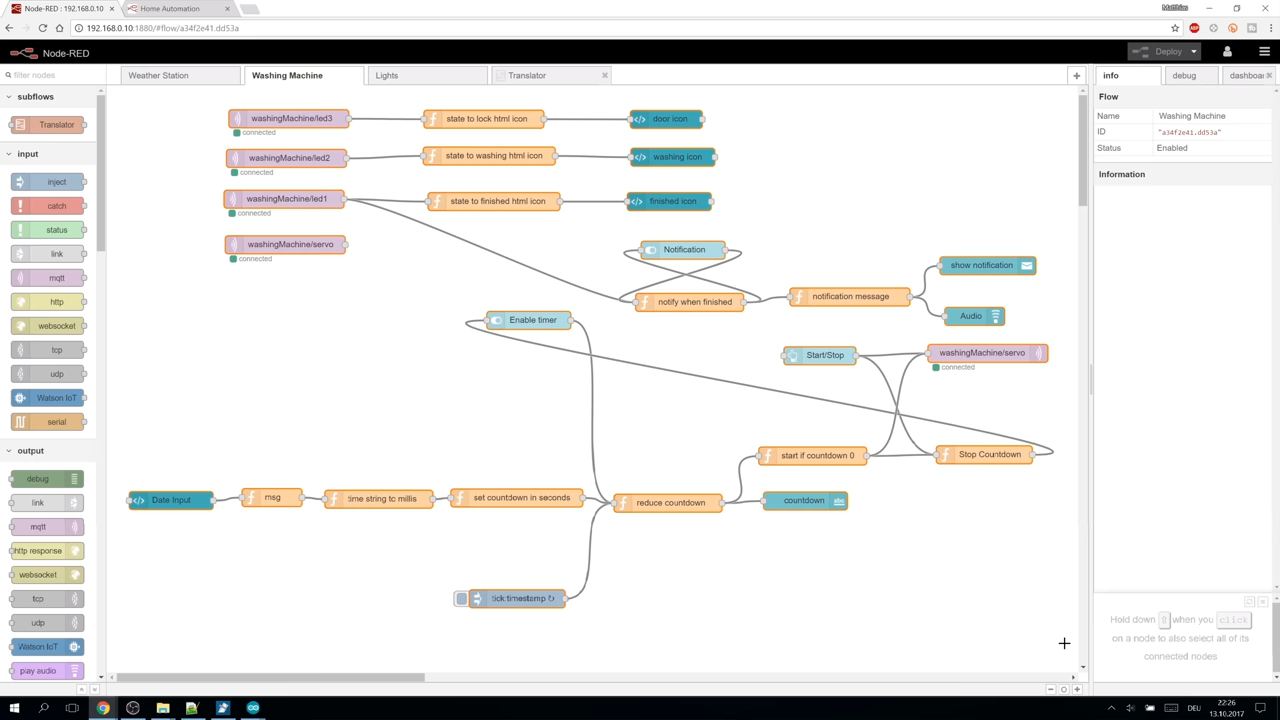 Matthias
Node-RED : 192.168.0.10
Home Automation
192.168.0.10:1880/#flow/a34f2e41.dd53a
Node-RED
Deploy
filter nodes
Weather Station
Washing Machine
Lights
Translator
info
debug
dashboar
subflows
Translator
input
inject
catch
status
link
mqtt
http
websocket
tcp
udp
Watson IoT
serial
output
debug
link
mqtt
http response
websocket
tcp
udp
Watson IoT
play audio
washingMachine/led3
connected
state to lock html icon
door icon
washingMachine/led2
connected
state to washing html icon
washing icon
washingMachine/led1
connected
state to finished html icon
finished icon
washingMachine/servo
connected
Notification
notify when finished
notification message
show notification
Audio
Enable timer
Start/Stop
washingMachine/servo
connected
start if countdown 0
Stop Countdown
Date Input
msg
time string to millis
set countdown in seconds
reduce countdown
countdown
abc
tick:timestamp ↻
Flow
Name Washing Machine
ID "a34f2e41.dd53a"
Status Enabled
Information
Hold down ⇧ when you click
on a node to also select all of its
connected nodes
DEU
22:26
13.10.2017